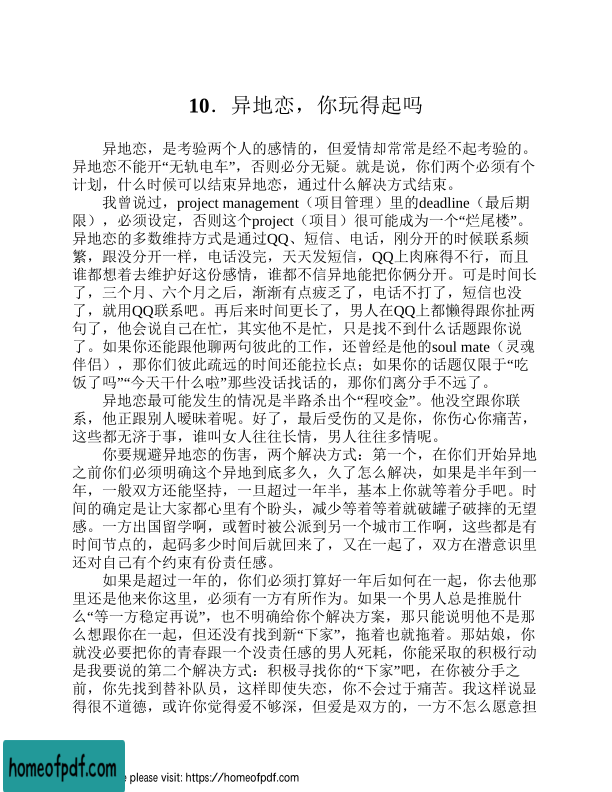 10．异地恋，你玩得起吗
异地恋，是考验两个人的感情的，但爱情却常常是经不起考验的。
异地恋不能开“无轨电车”，否则必分无疑。就是说，你们两个必须有个
计划，什么时候可以结束异地恋，通过什么解决方式结束。
我曾说过，project management（项目管理）里的deadline（最后期
限），必须设定，否则这个project（项目）很可能成为一个“烂尾楼”。
异地恋的多数维持方式是通过QQ、短信、电话，刚分开的时候联系频
繁，跟没分开一样，电话没完，天天发短信，QQ上肉麻得不行，而且
谁都想着去维护好这份感情，谁都不信异地能把你俩分开。可是时间长
了，三个月、六个月之后，渐渐有点疲乏了，电话不打了，短信也没
了，就用QQ联系吧。再后来时间更长了，男人在QQ上都懒得跟你扯两
句了，他会说自己在忙，其实他不是忙，只是找不到什么话题跟你说
了。如果你还能跟他聊两句彼此的工作，还曾经是他的soul mate（灵魂
伴侣），那你们彼此疏远的时间还能拉长点；如果你的话题仅限于“吃
饭了吗”“今天干什么啦”那些没话找话的，那你们离分手不远了。
异地恋最可能发生的情况是半路杀出个“程咬金”。他没空跟你联
系，他正跟别人暧昧着呢。好了，最后受伤的又是你，你伤心你痛苦，
这些都无济于事，谁叫女人往往长情，男人往往多情呢。
你要规避异地恋的伤害，两个解决方式：第一个，在你们开始异地
之前你们必须明确这个异地到底多久，久了怎么解决，如果是半年到一
年，一般双方还能坚持，一旦超过一年半，基本上你就等着分手吧。时
间的确定是让大家都心里有个盼头，减少等着等着就破罐子破摔的无望
感。一方出国留学啊，或暂时被公派到另一个城市工作啊，这些都是有
时间节点的，起码多少时间后就回来了，又在一起了，双方在潜意识里
还对自己有个约束有份责任感。
如果是超过一年的，你们必须打算好一年后如何在一起，你去他那
里还是他来你这里，必须有一方有所作为。如果一个男人总是推脱什
么“等一方稳定再说”，也不明确给你个解决方案，那只能说明他不是那
么想跟你在一起，但还没有找到新“下家”，拖着也就拖着。那姑娘，你
就没必要把你的青春跟一个没责任感的男人死耗，你能采取的积极行动
是我要说的第二个解决方式：积极寻找你的“下家”吧，在你被分手之
前，你先找到替补队员，这样即使失恋，你不会过于痛苦。我这样说显
得很不道德，或许你觉得爱不够深，但爱是双方的，一方不怎么愿意担
homeofpdf.com
e please visit: https://homeofpdf.com